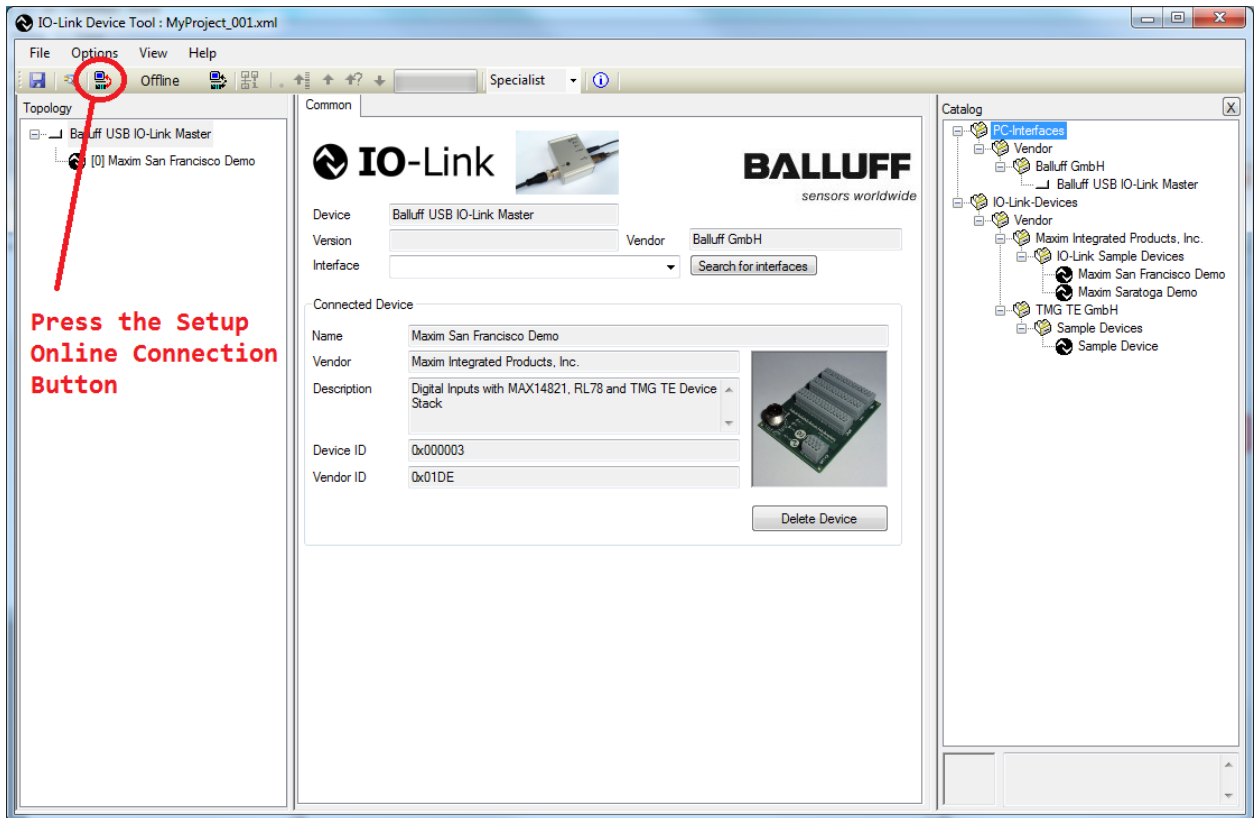 IO-Link Device Tool : MyProject_001.xml
File Options View Help
Offline Specialist
Topology
Balluff USB IO-Link Master
[0] Maxim San Francisco Demo
Press the Setup
Online Connection
Button
Common
IO-Link
BALLUFF
sensors worldwide
Device Balluff USB IO-Link Master
Version Vendor Balluff GmbH
Interface Search for interfaces
Connected Device
Name Maxim San Francisco Demo
Vendor Maxim Integrated Products, Inc.
Description Digital Inputs with MAX14821, RL78 and TMG TE Device
Stack
Device ID 0x000003
Vendor ID 0x01DE
Delete Device
Catalog X
PC-Interfaces
Vendor
Balluff GmbH
Balluff USB IO-Link Master
IO-Link-Devices
Vendor
Maxim Integrated Products, Inc.
IO-Link Sample Devices
Maxim San Francisco Demo
Maxim Saratoga Demo
TMG TE GmbH
Sample Devices
Sample Device